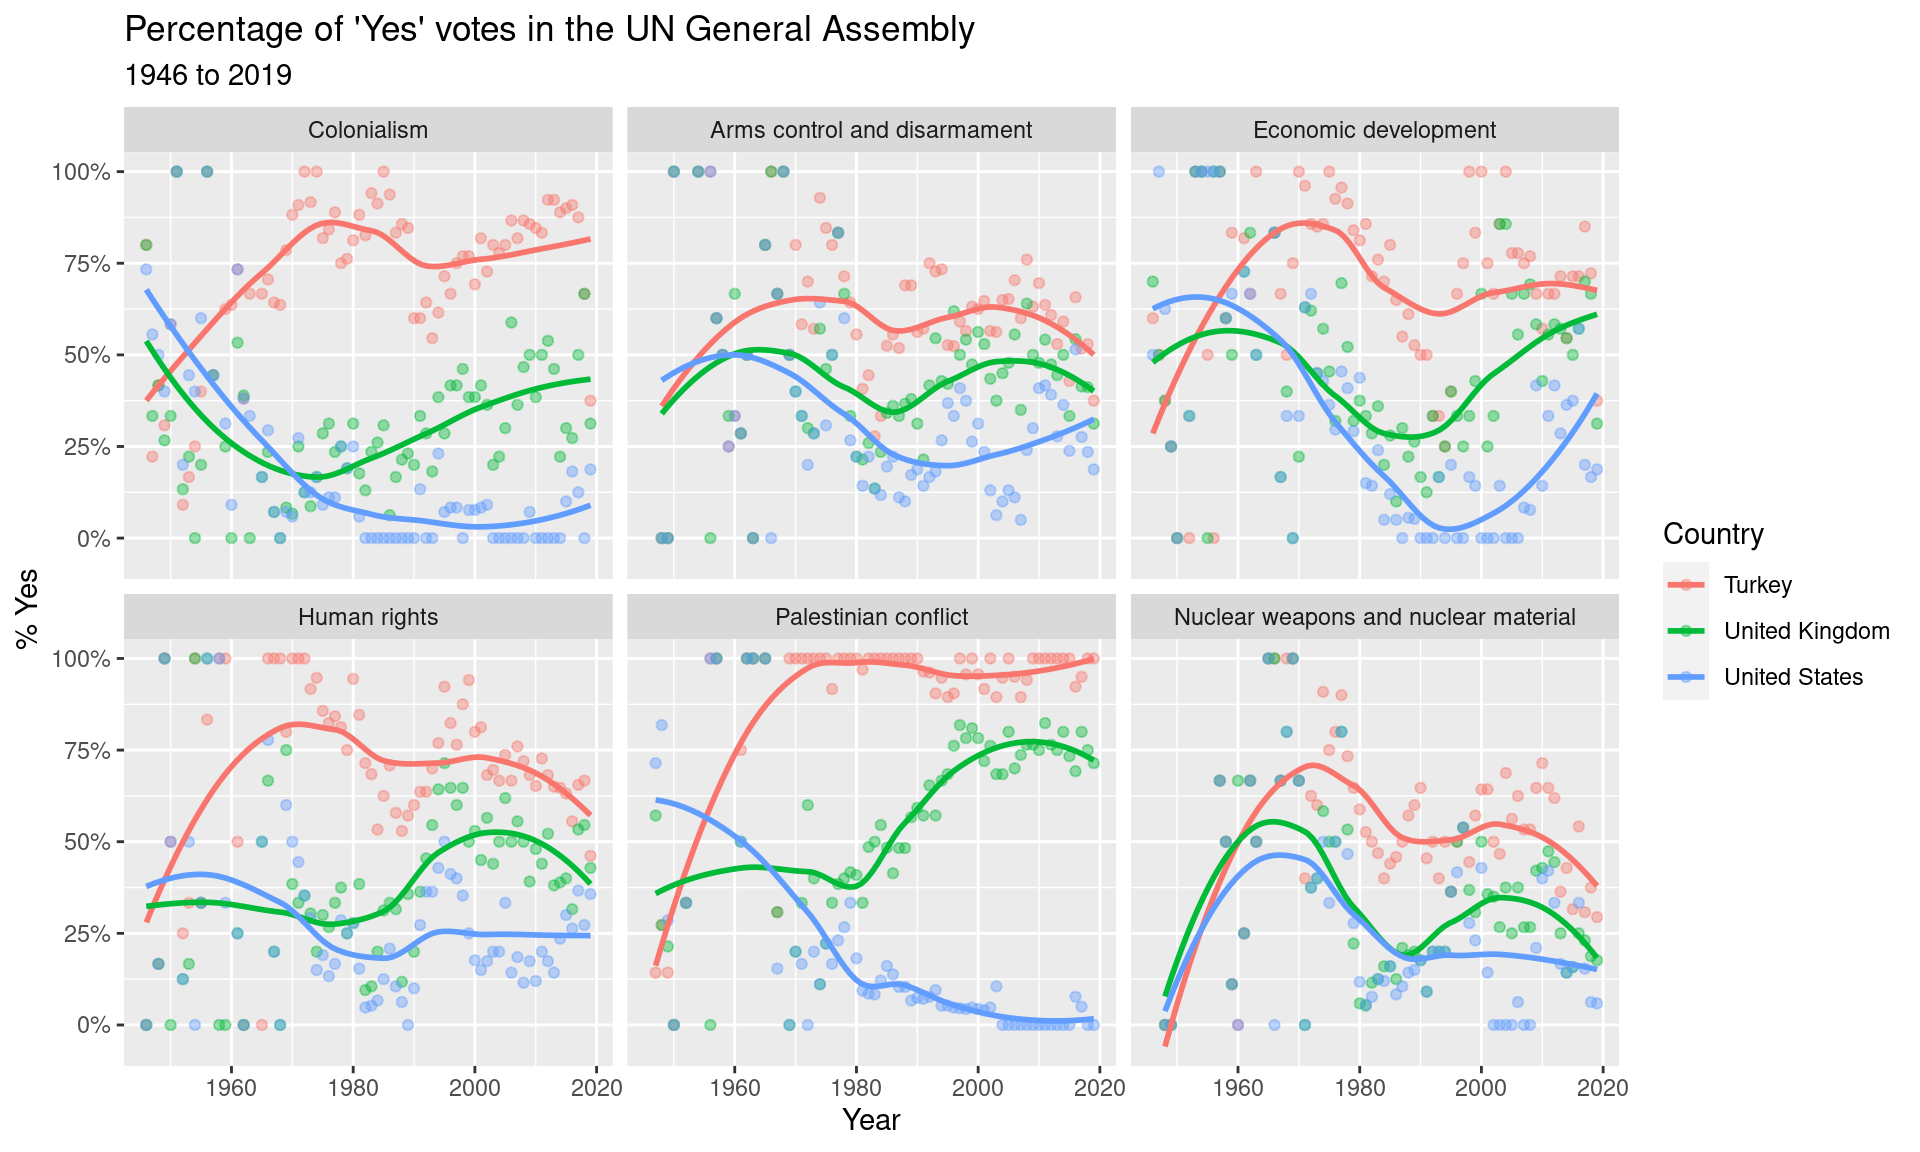 Percentage of 'Yes' votes in the UN General Assembly
1946 to 2019
Colonialism
Arms control and disarmament
Economic development
100%
75%
50%
25%
0%
Human rights
Palestinian conflict
Nuclear weapons and nuclear material
100%
75%
50%
25%
0%
1960 1980 2000 2020
1960 1980 2000 2020
1960 1980 2000 2020
Year
% Yes
Country
Turkey
United Kingdom
United States